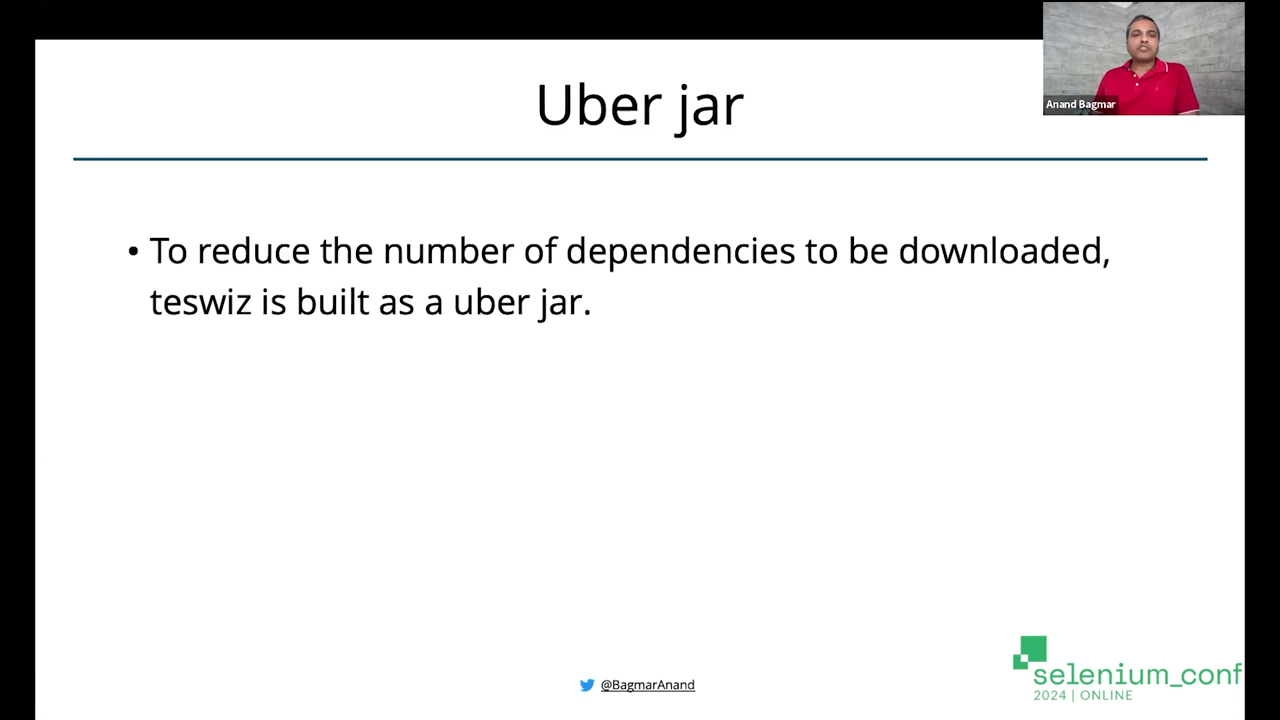 Uber jar
Anand Bagmar
• To reduce the number of dependencies to be downloaded,
teswiz is built as a uber jar.
@BagmarAnand
selenium_conf
2024 | ONLINE